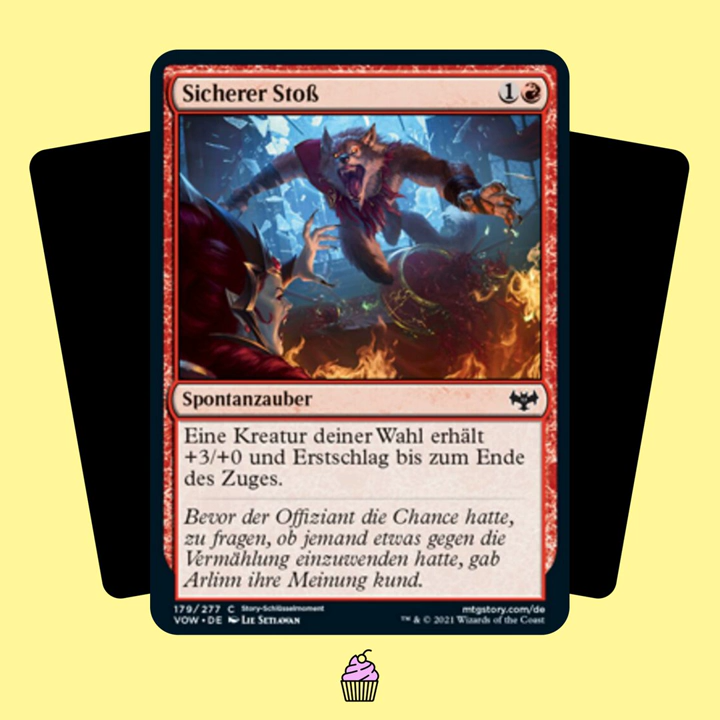 Sicherer Stoß 1
Spontanzauber
Eine Kreatur deiner Wahl erhält
+3/+0 und Erstschlag bis zum Ende
des Zuges.
Bevor der Offiziant die Chance hatte,
zu fragen, ob jemand etwas gegen die
Vermählung einzuwenden hatte, gab
Arlinn ihre Meinung kund.
179/277 C Story-Schlüsselmoment mtgstory.com/de
VOW • DE Lie Setiawan ™ & © 2021 Wizards of the Coast